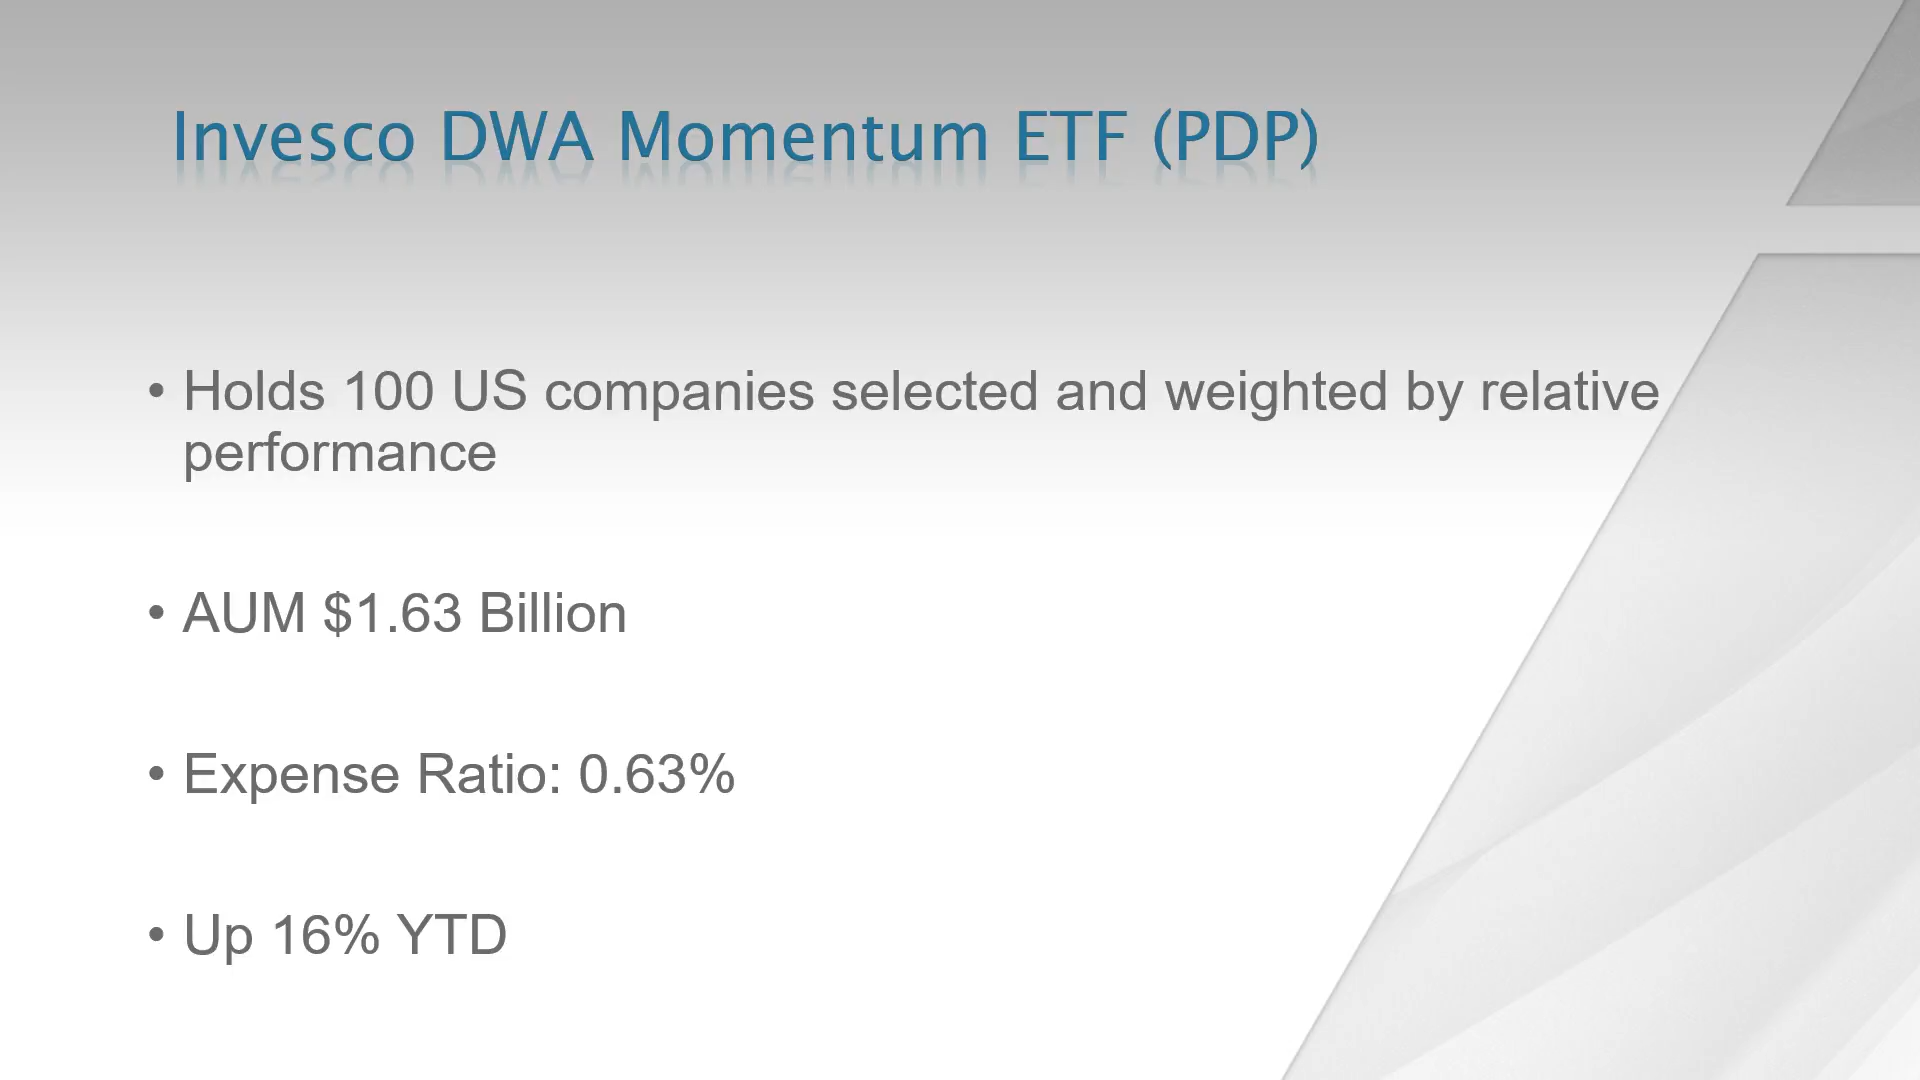 Invesco DWA Momentum ETF (PDP)
• Holds 100 US companies selected and weighted by relative
performance
• AUM $1.63 Billion
• Expense Ratio: 0.63%
• Up 16% YTD